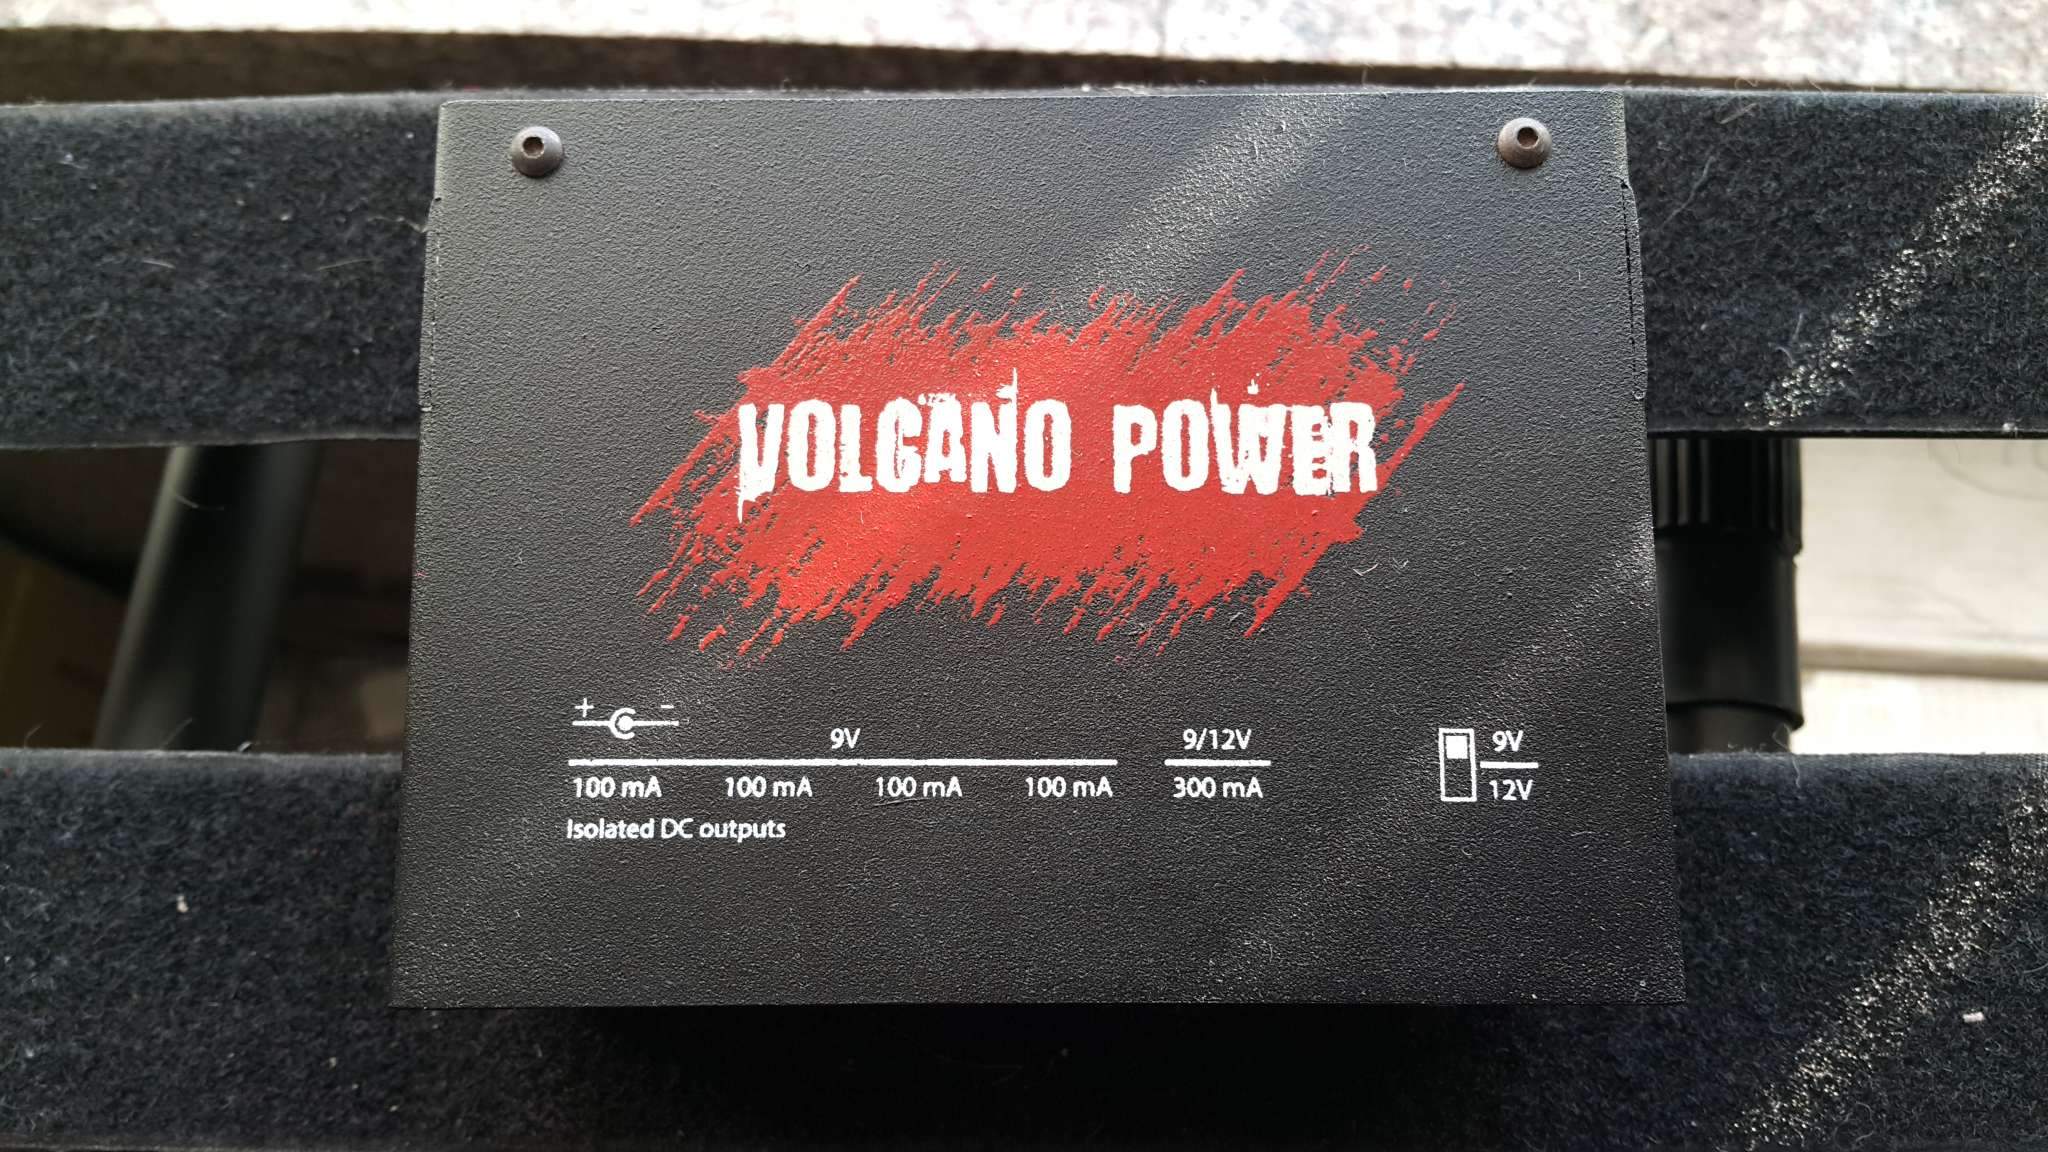 VOLCANO POWER
+ -
9V 9/12V 9V
100 mA 100 mA 100 mA 100 mA 300 mA 12V
Isolated DC outputs